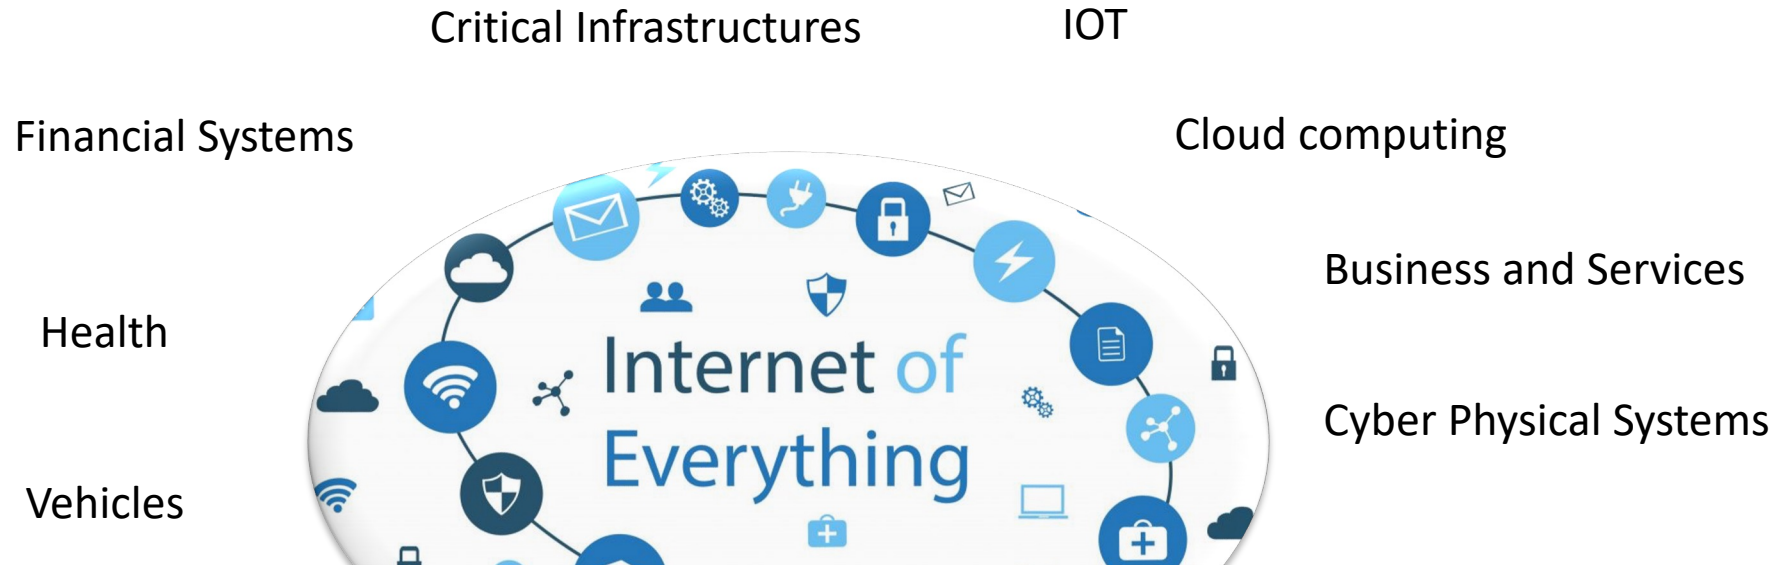 Critical Infrastructures
IOT
Financial Systems
Cloud computing
Business and Services
Health
Internet of
Everything
Cyber Physical Systems
Vehicles